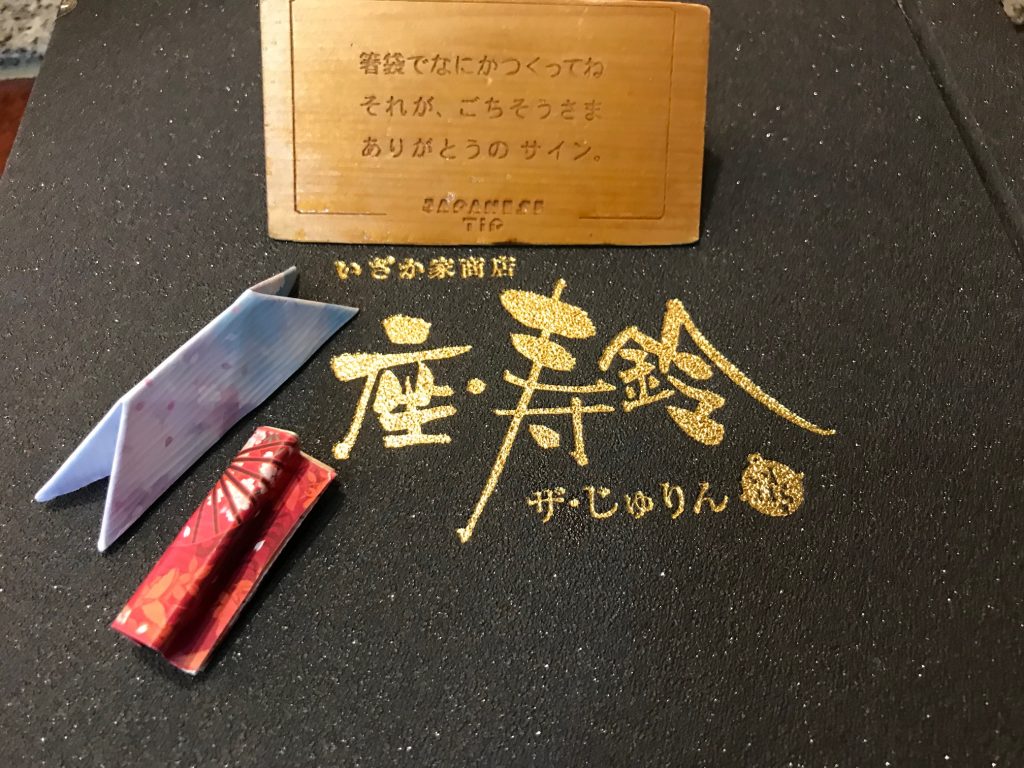 箸袋でなにかつくってね
それが、ごちそうさま
ありがとうの サイン。
JAPANESE
TIP
いざか家商店
座・寿鈴
ザ・じゅりん